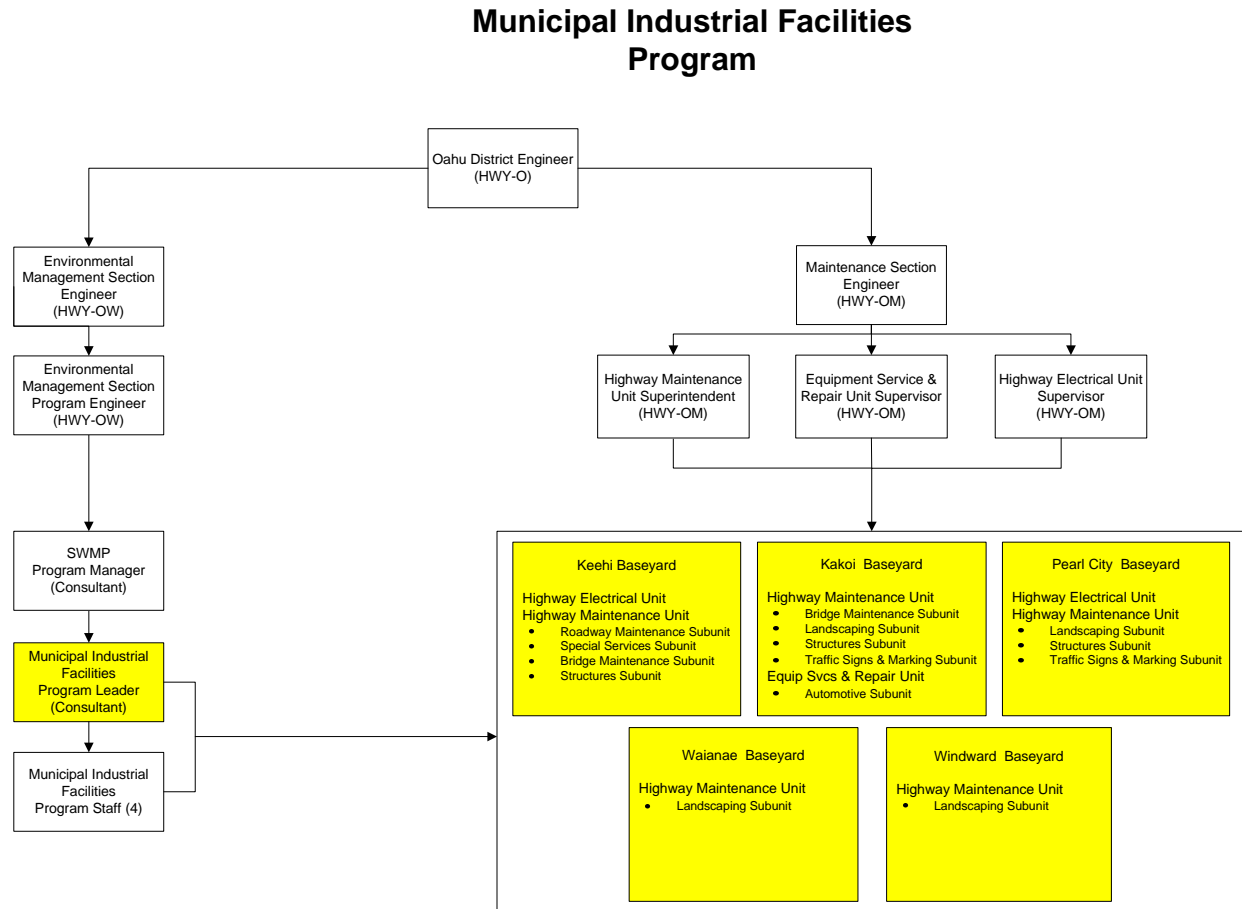 Municipal Industrial Facilities
Program
Oahu District Engineer
(HWY-O)
Environmental
Management Section
Engineer
(HWY-OW)
Maintenance Section
Engineer
(HWY-OM)
Environmental
Management Section
Program Engineer
(HWY-OW)
Highway Maintenance
Unit Superintendent
(HWY-OM)
Equipment Service &
Repair Unit Supervisor
(HWY-OM)
Highway Electrical Unit
Supervisor
(HWY-OM)
SWMP
Program Manager
(Consultant)
Municipal Industrial
Facilities
Program Leader
(Consultant)
Municipal Industrial
Facilities
Program Staff (4)
Keehi Baseyard
Highway Electrical Unit
Highway Maintenance Unit
• Roadway Maintenance Subunit
• Special Services Subunit
• Bridge Maintenance Subunit
• Structures Subunit
Kakoi Baseyard
Highway Maintenance Unit
• Bridge Maintenance Subunit
• Landscaping Subunit
• Structures Subunit
• Traffic Signs & Marking Subunit
Equip Svcs & Repair Unit
• Automotive Subunit
Pearl City Baseyard
Highway Electrical Unit
Highway Maintenance Unit
• Landscaping Subunit
• Structures Subunit
• Traffic Signs & Marking Subunit
Waianae Baseyard
Highway Maintenance Unit
• Landscaping Subunit
Windward Baseyard
Highway Maintenance Unit
• Landscaping Subunit